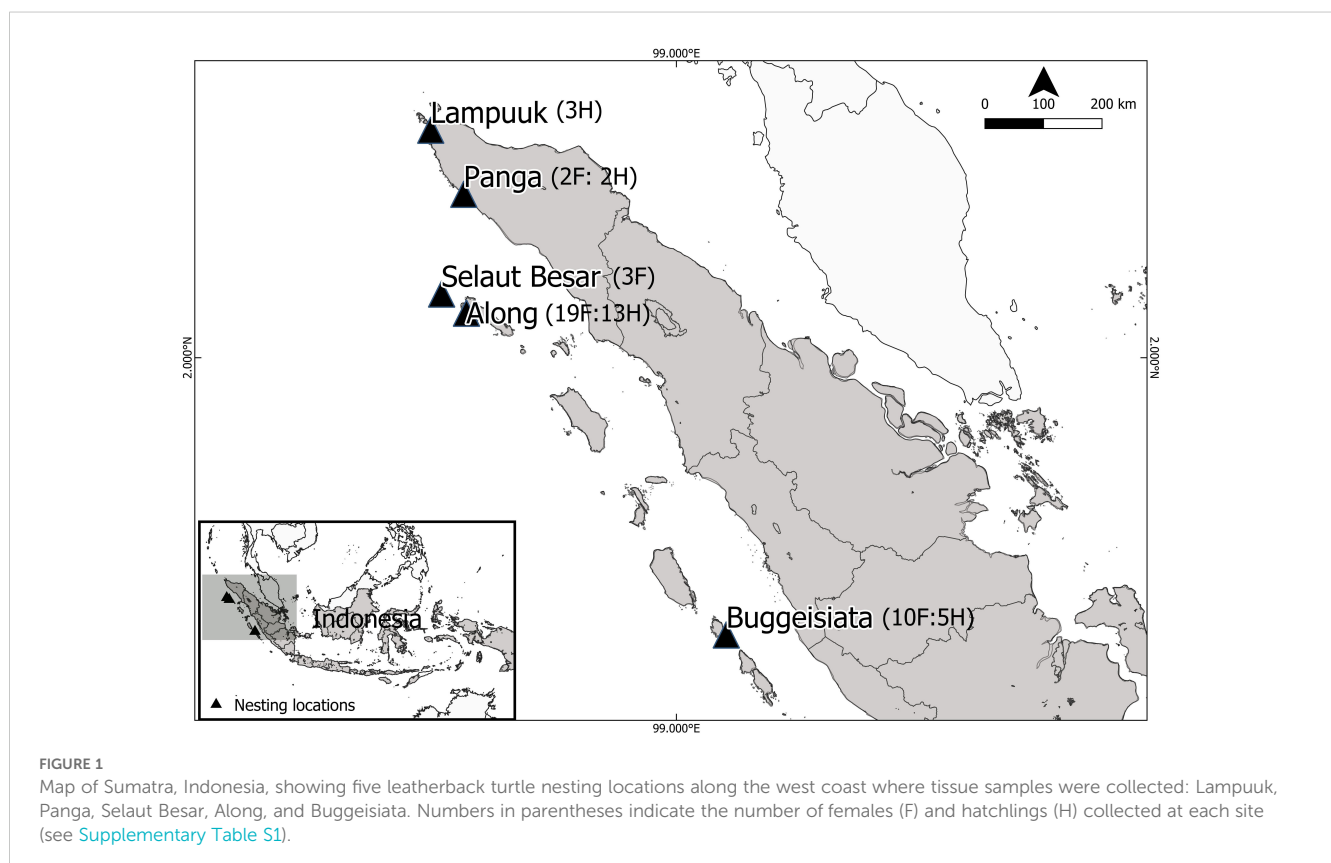 99.000°E
0 100 200 km
Lampuuk (3H)
Panga (2F: 2H)
Selaut Besar (3F)
Along (19F:13H)
2.000°N
2.000°N
Buggeisiata (10F:5H)
Indonesia
Nesting locations
99.000°E
FIGURE 1
Map of Sumatra, Indonesia, showing five leatherback turtle nesting locations along the west coast where tissue samples were collected: Lampuuk,
Panga, Selaut Besar, Along, and Buggeisiata. Numbers in parentheses indicate the number of females (F) and hatchlings (H) collected at each site
(see Supplementary Table S1).